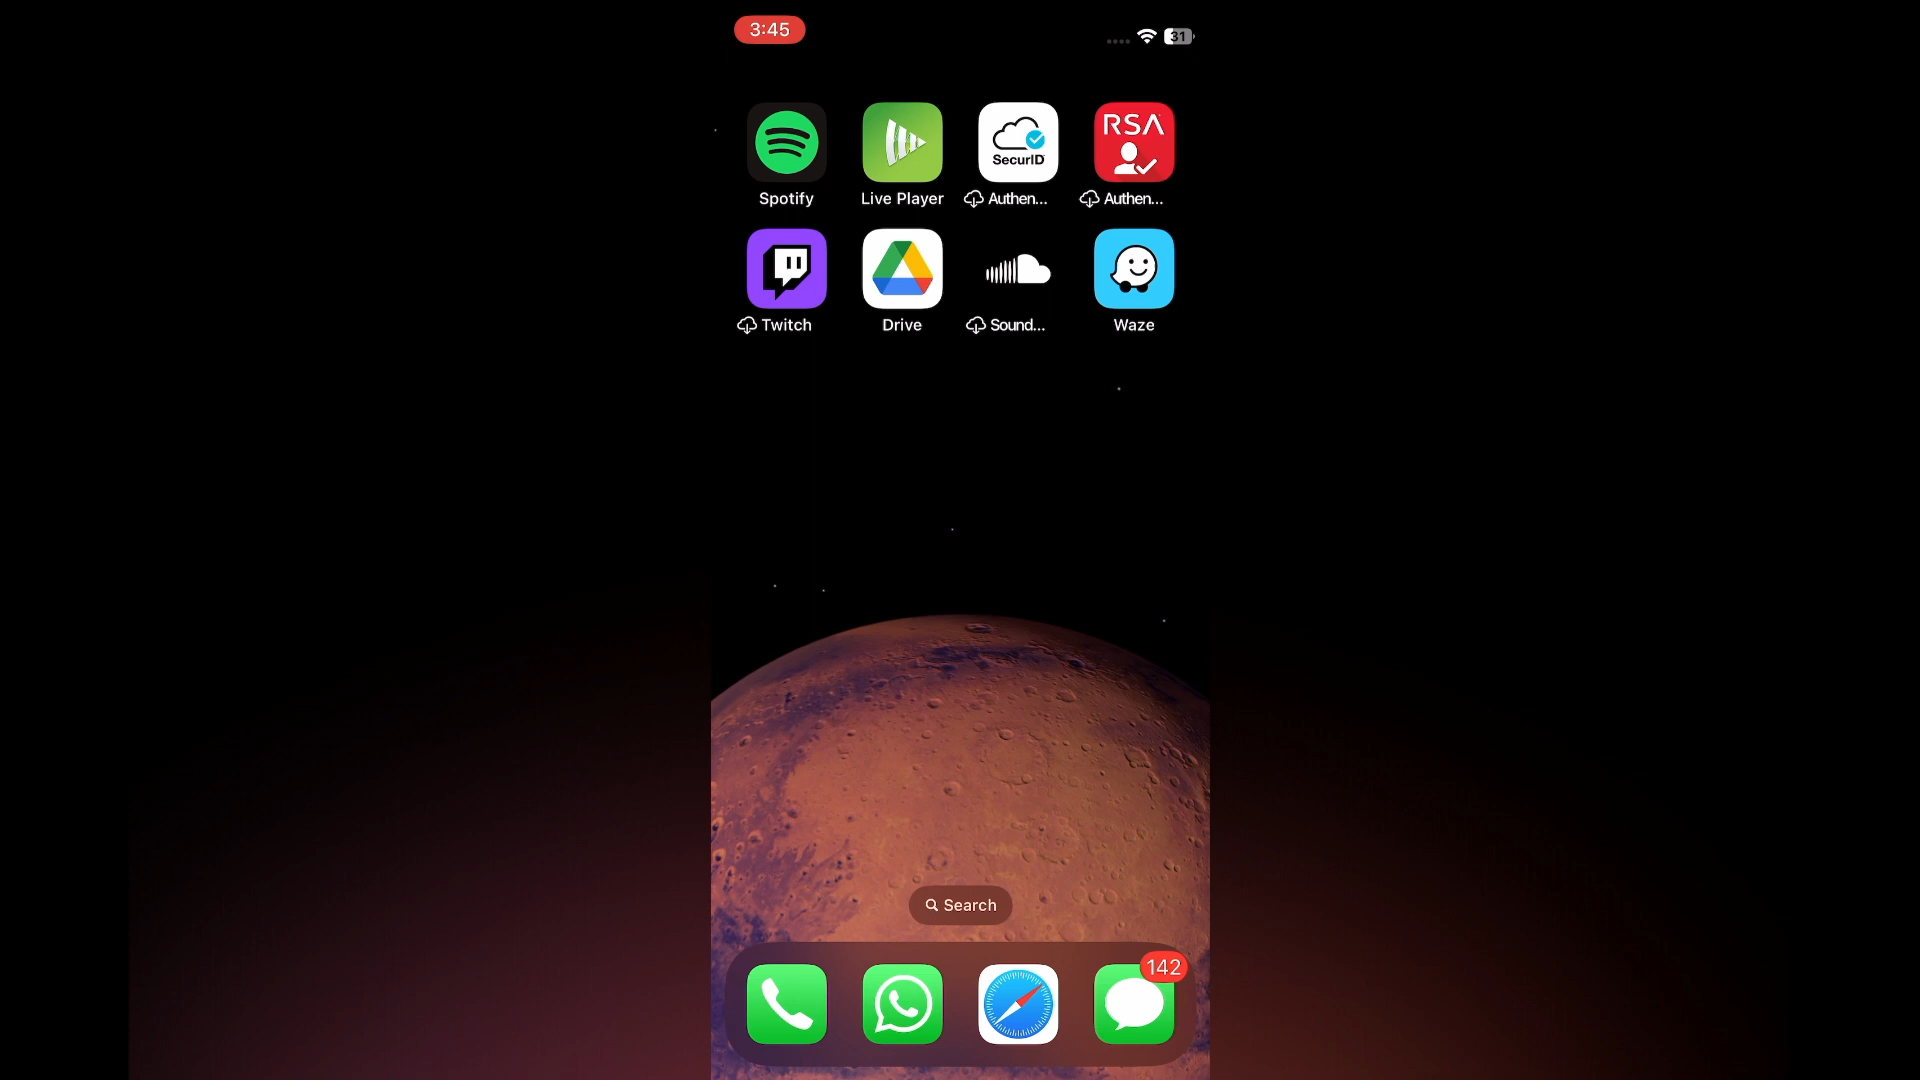 3:45
31
SecurID
RSA
Spotify
Live Player
Authen...
Authen...
Twitch
Drive
Sound...
Waze
Search
142